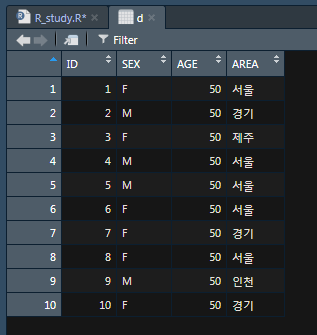 R_study.R* × d ×
Filter
ID SEX AGE AREA
1 1 F 50 서울
2 2 M 50 경기
3 3 F 50 제주
4 4 M 50 서울
5 5 M 50 서울
6 6 F 50 서울
7 7 F 50 경기
8 8 F 50 서울
9 9 M 50 인천
10 10 F 50 경기